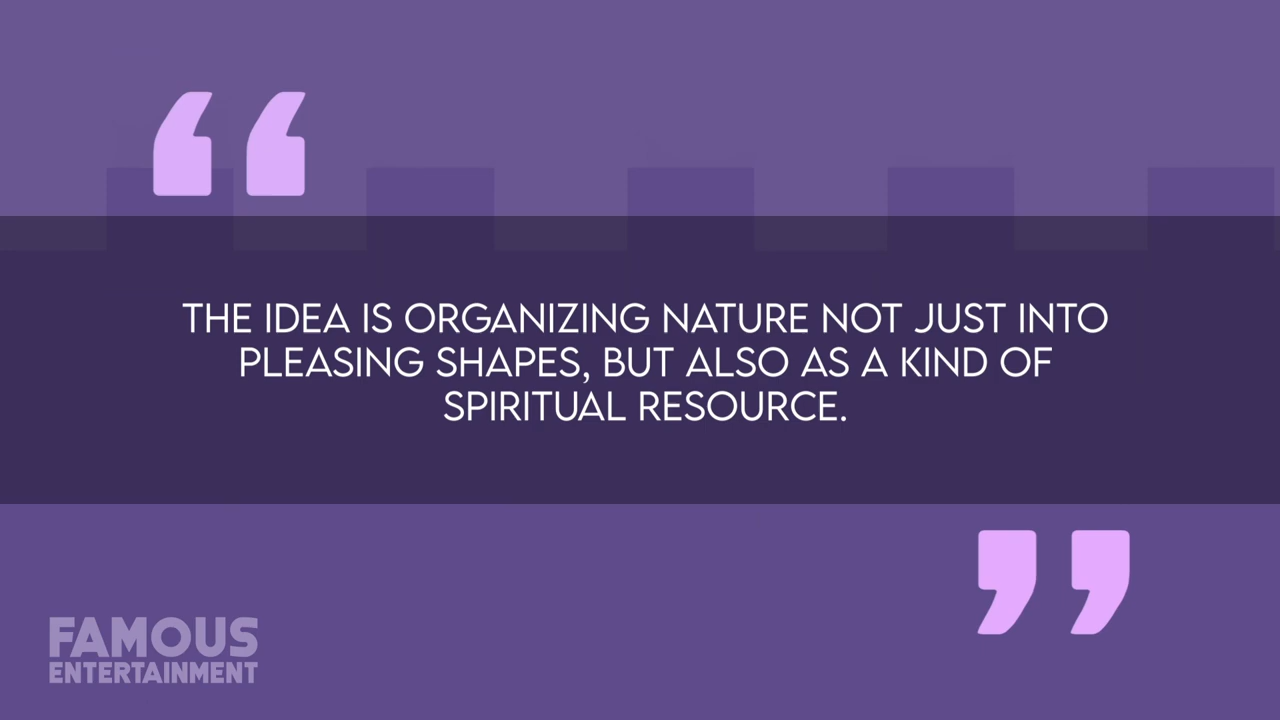 “
THE IDEA IS ORGANIZING NATURE NOT JUST INTO
PLEASING SHAPES, BUT ALSO AS A KIND OF
SPIRITUAL RESOURCE.
”
FAMOUS
ENTERTAINMENT